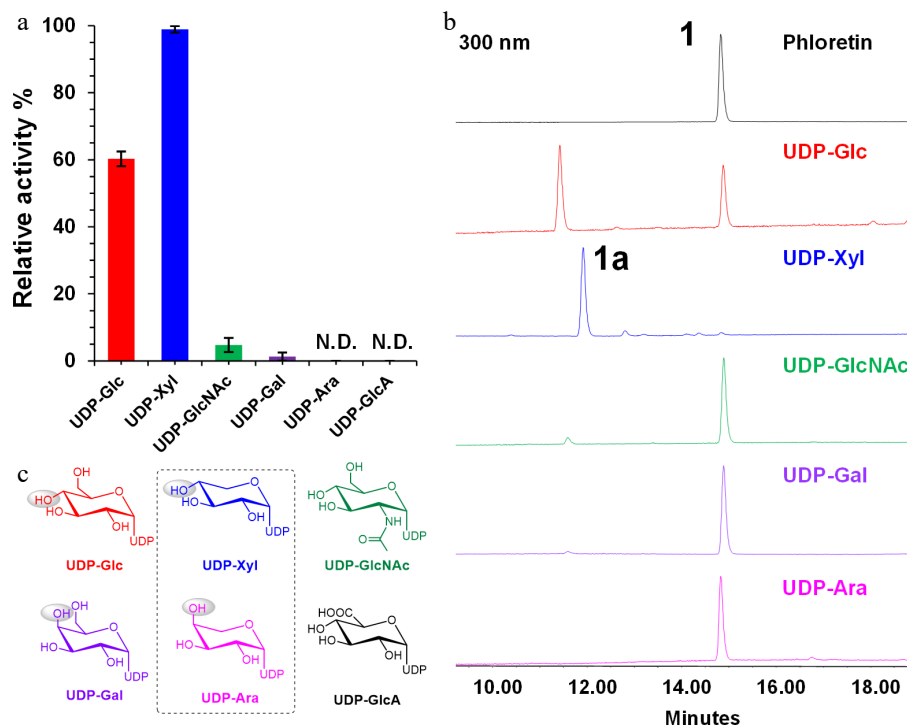 a
Relative activity %
100
80
60
40
20
0
N.D.
N.D.
UDP-Glc
UDP-Xyl
UDP-GlcNAc
UDP-Gal
UDP-Ara
UDP-GlcA
b
300 nm
1
Phloretin
UDP-Glc
1a
UDP-Xyl
UDP-GlcNAc
UDP-Gal
UDP-Ara
10.00 12.00 14.00 16.00 18.00
Minutes
c
OH
HO
O
HO
OH
UDP
UDP-Glc
HO
O
HO
OH
UDP
UDP-Xyl
OH
HO
O
HO
NH
UDP
O
UDP-GlcNAc
OH
OH
O
HO
OH
UDP
UDP-Gal
OH
O
HO
OH
UDP
UDP-Ara
HOOC
HO
O
HO
OH
UDP
UDP-GlcA